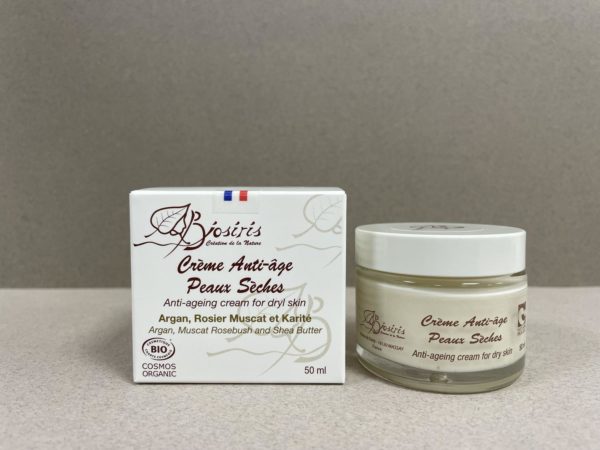 Biosiris
Création de la Nature
Crème Anti-âge
Peaux Sèches
Anti-ageing cream for dryl skin
Argan, Rosier Muscat et Karité
Argan, Muscat Rosebush and Shea Butter
BIO
COSMOS
ORGANIC
50 ml
Biosiris
Crème Anti-âge
Peaux Sèches
Anti-ageing cream for dry skin